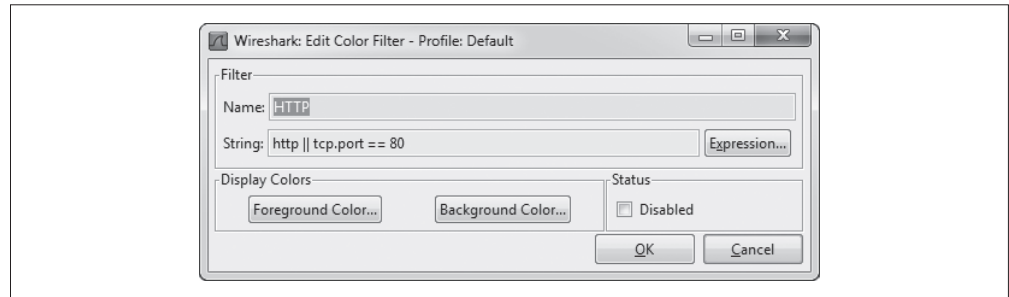 Wireshark: Edit Color Filter - Profile: Default
Filter
Name: HTTP
String: http || tcp.port == 80 Expression...
Display Colors
Status
Foreground Color... Background Color... Disabled
OK Cancel